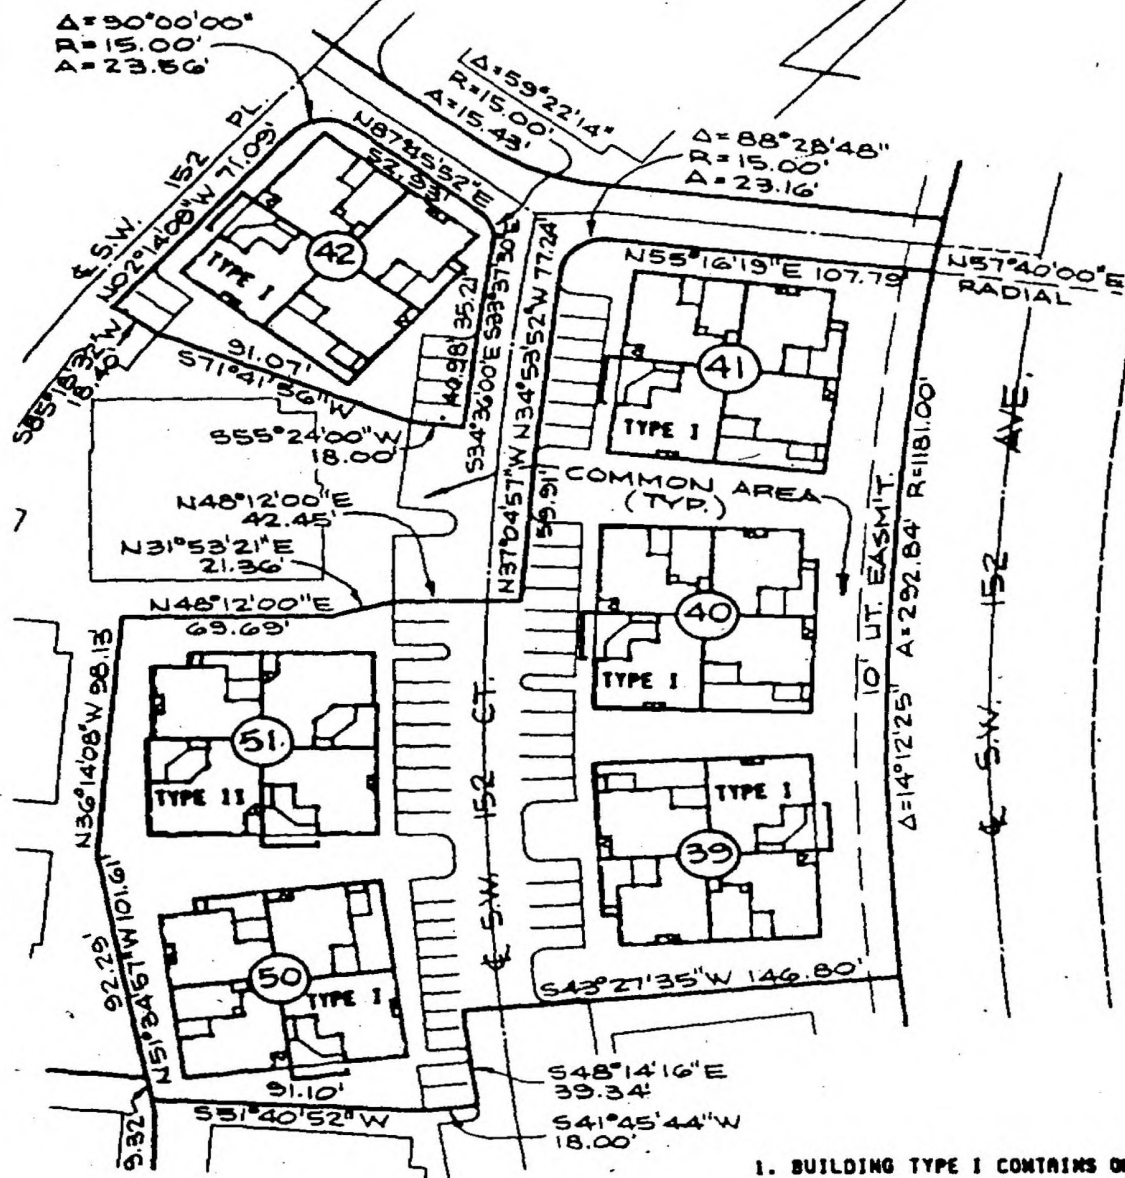 Δ=90°00'00"
R=15.00'
A=23.56'
Δ=59°22'14"
R=15.00'
A=15.43'
Δ=88°28'48"
R=15.00'
A=23.16'
℄ S.W. 152 PL.
N02°14'08"W 71.09'
N87°45'52"E
52.93'
42
TYPE I
18.40'
91.07'
S71°41'36"W
S55°24'00"W
18.00'
40.98'
S34°36'00"E
35.21'
S33°37'30"E
N34°53'52"W 77.24'
N37°04'57"W
59.91'
N55°16'19"E 107.79'
N57°40'00"E
RADIAL
41
TYPE I
COMMON AREA
(TYP.)
7
N48°12'00"E
42.45'
N31°53'21"E
21.36'
N48°12'00"E
69.69'
N36°14'08"W 98.13'
40
TYPE I
10' UT. EASM'T.
Δ=14°12'25" A=292.84' R=1181.00'
℄ S.W. 152 AVE.
51
TYPE II
℄ S.W. 152 CT.
39
TYPE I
50
TYPE I
N51°34'57"W 101.61'
92.25'
9.32'
91.10'
S51°40'52"W
S43°27'35"W 146.80'
S48°14'16"E
39.34'
S41°45'44"W
18.00'
1. BUILDING TYPE I CONTAINS